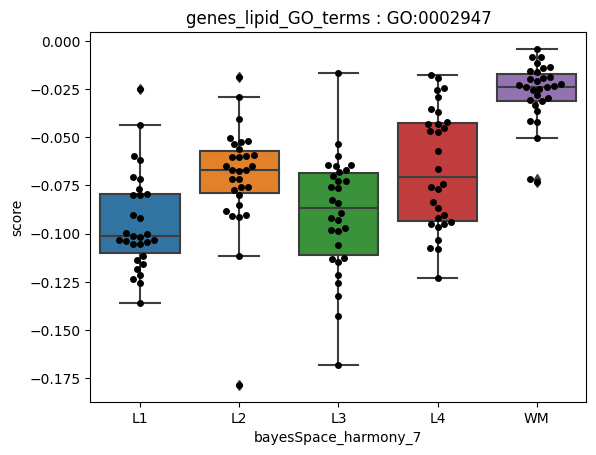 genes_lipid_GO_terms : GO:0002947
0.000
−0.025
−0.050
−0.075
−0.100
−0.125
−0.150
−0.175
score
L1 L2 L3 L4 WM
bayesSpace_harmony_7